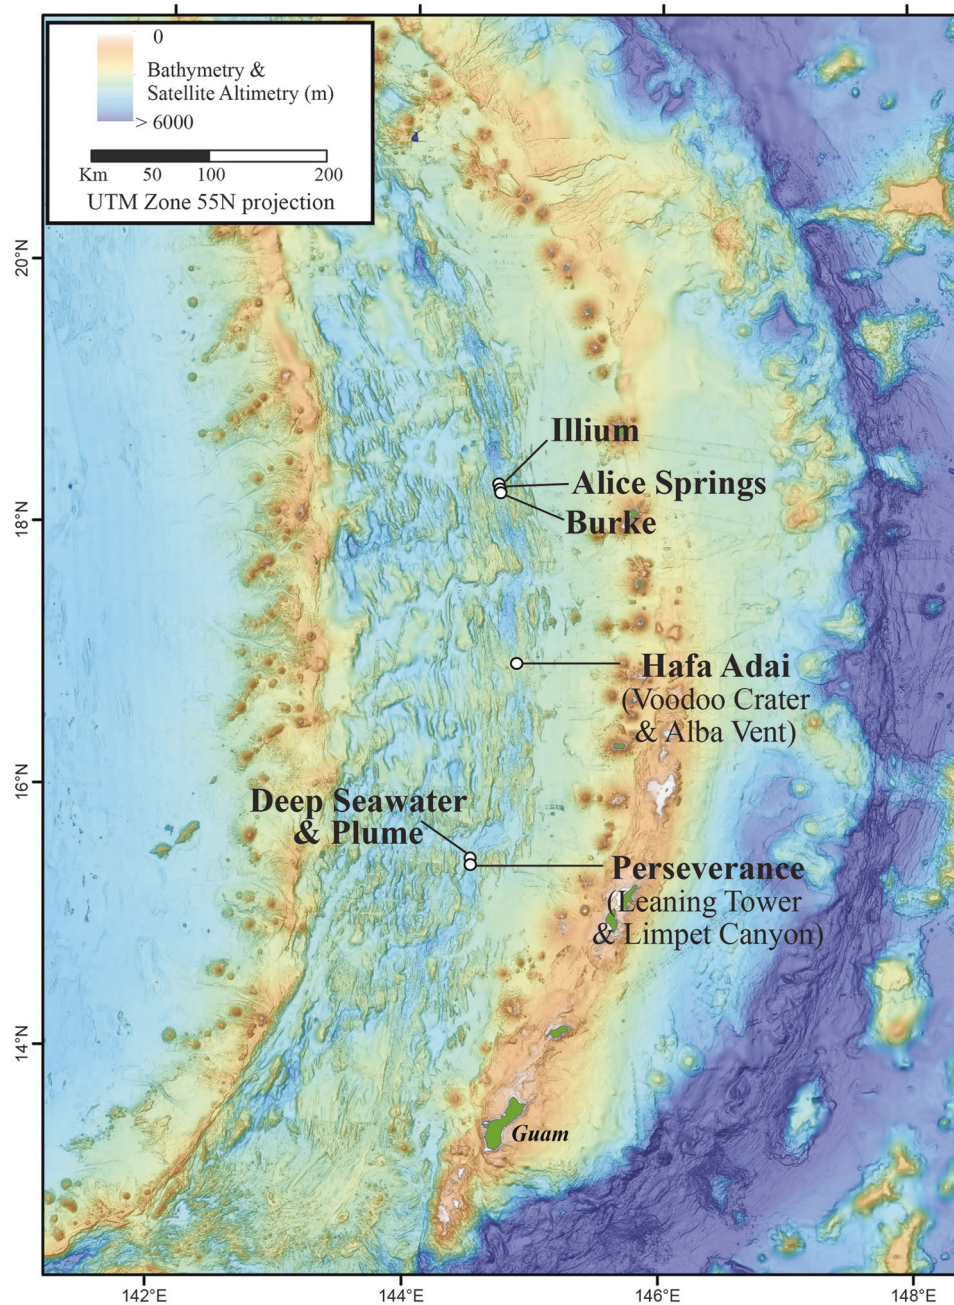 0
Bathymetry &
Satellite Altimetry (m)
> 6000
Km 50 100 200
UTM Zone 55N projection
20°N
18°N
16°N
14°N
Illium
Alice Springs
Burke
Hafa Adai
(Voodoo Crater
& Alba Vent)
Deep Seawater
& Plume
Perseverance
(Leaning Tower
& Limpet Canyon)
Guam
142°E
144°E
146°E
148°E